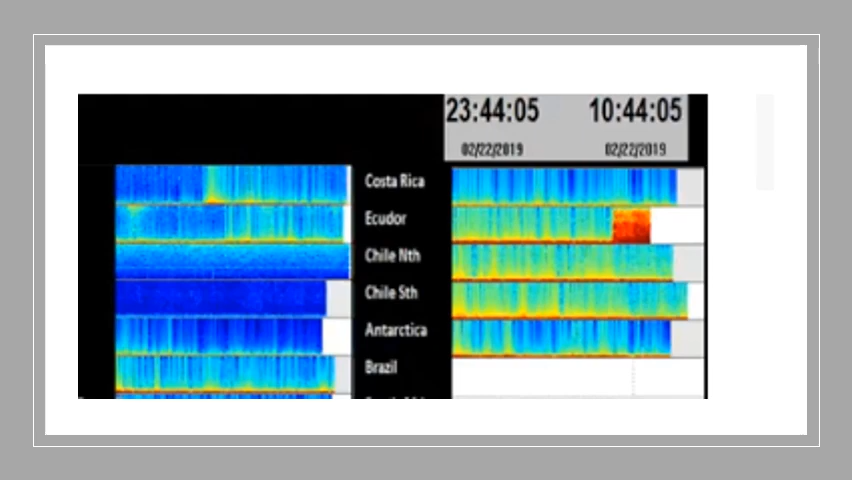 23:44:05 10:44:05
02/22/2019 02/22/2019
Costa Rica
Ecudor
Chile Nth
Chile Sth
Antarctica
Brazil